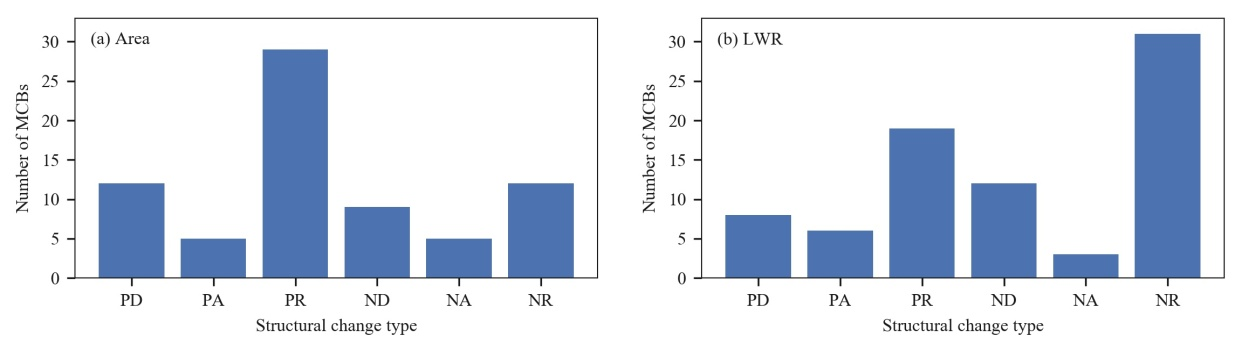 (a) Area
Number of MCBs
30
25
20
15
10
5
0
PD PA PR ND NA NR
Structural change type
(b) LWR
Number of MCBs
30
25
20
15
10
5
0
PD PA PR ND NA NR
Structural change type